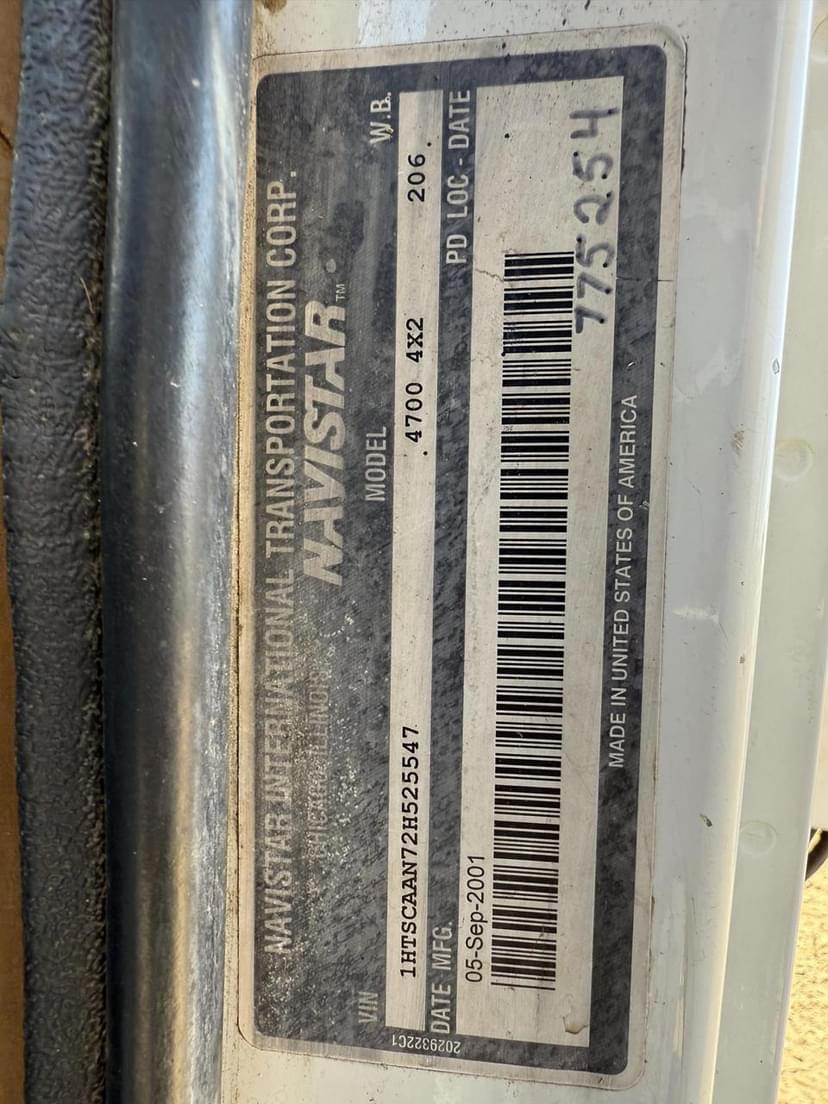 NAVISTAR INTERNATIONAL TRANSPORTATION CORP.
CHICAGO, ILLINOIS
NAVISTAR™
VIN MODEL W.B.
1HTSCAAN72H525547 . 4700 4X2 206.
DATE MFG. PD LOC - DATE
05-Sep-2001
775254
MADE IN UNITED STATES OF AMERICA
2029322C1